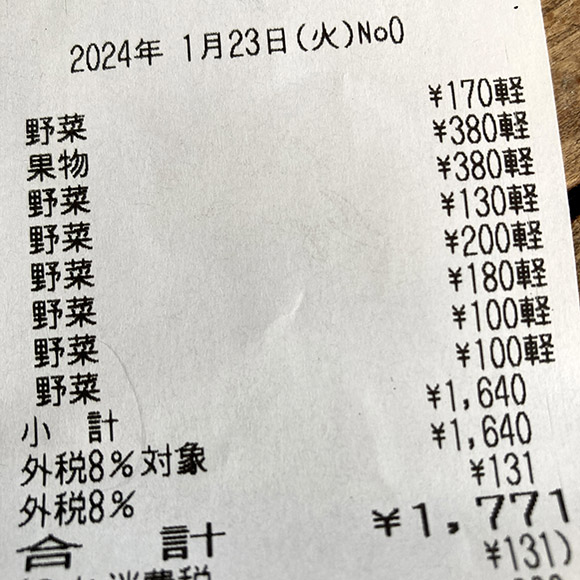 2024年 1月23日(火)No0
野菜 ¥170軽
果物 ¥380軽
野菜 ¥380軽
野菜 ¥130軽
野菜 ¥200軽
野菜 ¥180軽
野菜 ¥100軽
野菜 ¥100軽
小 計 ¥1,640
外税8%対象 ¥1,640
外税8% ¥131
合 計 ¥1,771
消費税 ¥131)